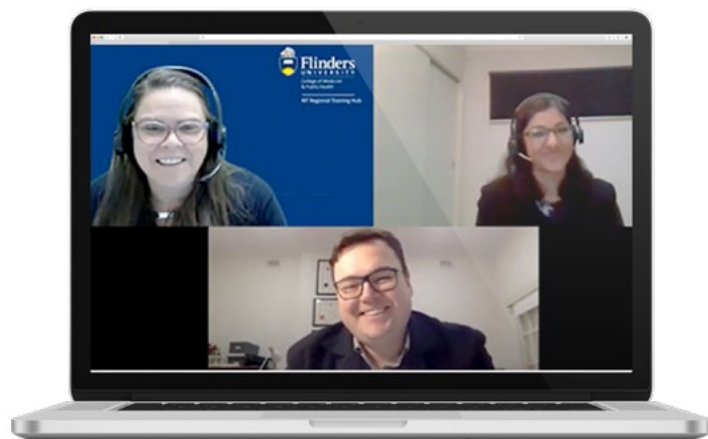 Flinders
UNIVERSITY
College of Medicine
& Public Health
NT Regional Training Hub